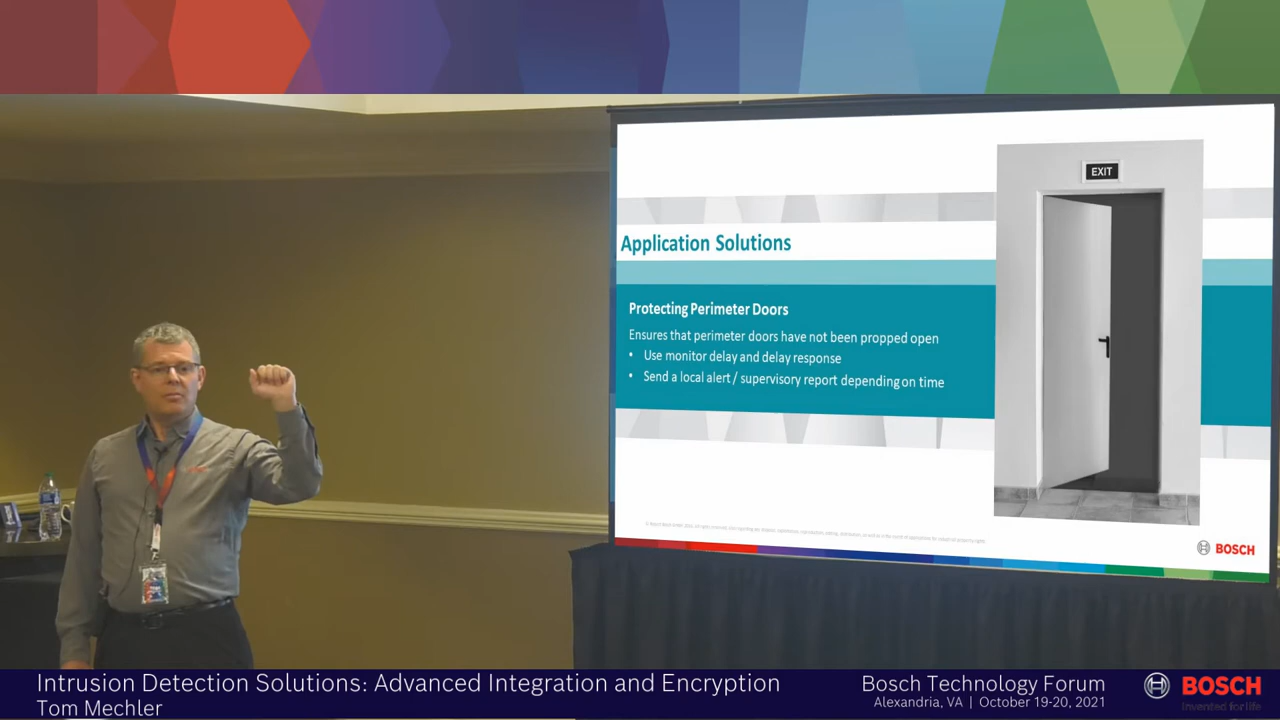 EXIT
Application Solutions
Protecting Perimeter Doors
Ensures that perimeter doors have not been propped open
• Use monitor delay and delay response
• Send a local alert / supervisory report depending on time
BOSCH
Intrusion Detection Solutions: Advanced Integration and Encryption
Tom Mechler
Bosch Technology Forum
Alexandria, VA | October 19-20, 2021
BOSCH
Invented for life